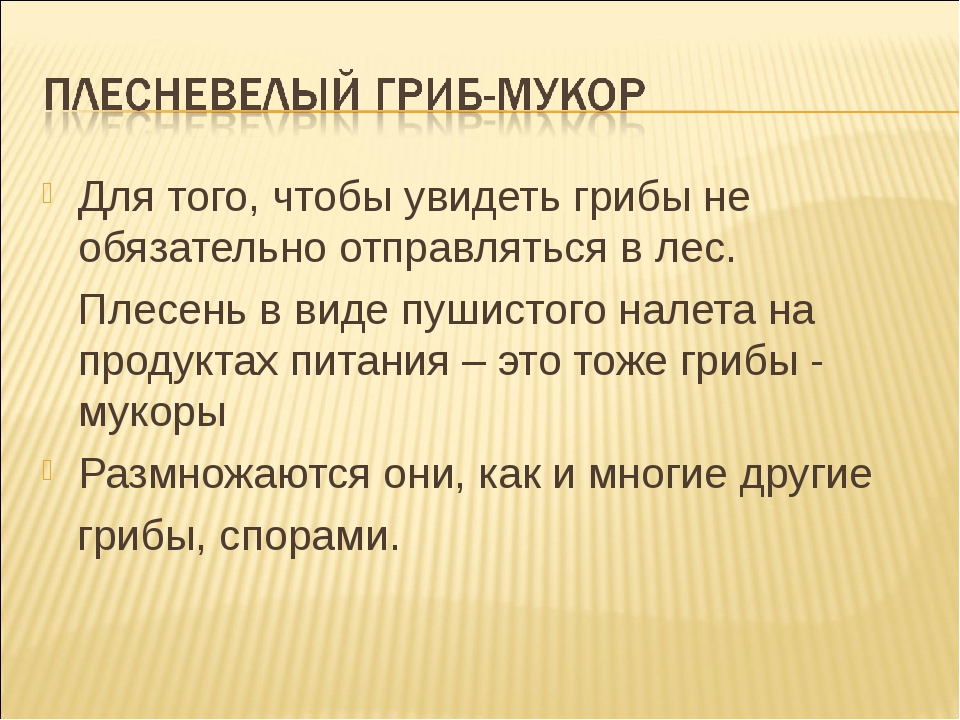 ПЛЕСНЕВЕЛЫЙ ГРИБ-МУКОР
Для того, чтобы увидеть грибы не
обязательно отправляться в лес.
Плесень в виде пушистого налета на
продуктах питания – это тоже грибы -
мукоры
Размножаются они, как и многие другие
грибы, спорами.